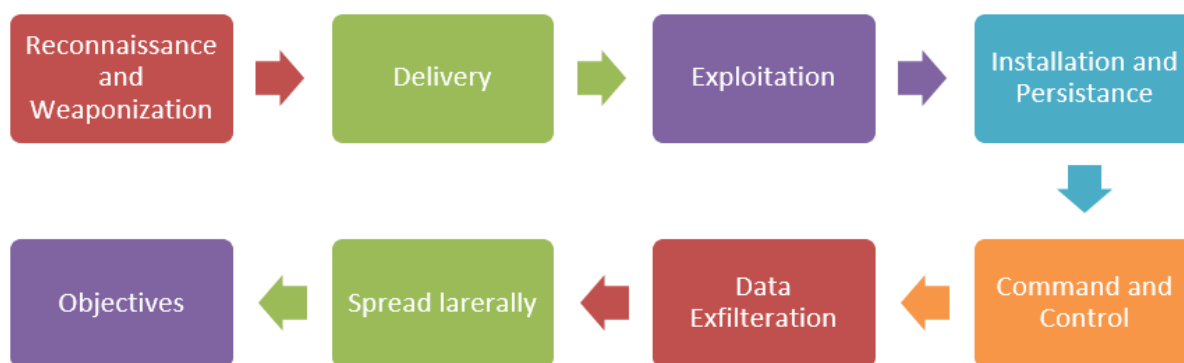 Reconnaissance
and
Weaponization
Delivery
Exploitation
Installation and
Persistance
Command and
Control
Data
Exfilteration
Spread larerally
Objectives